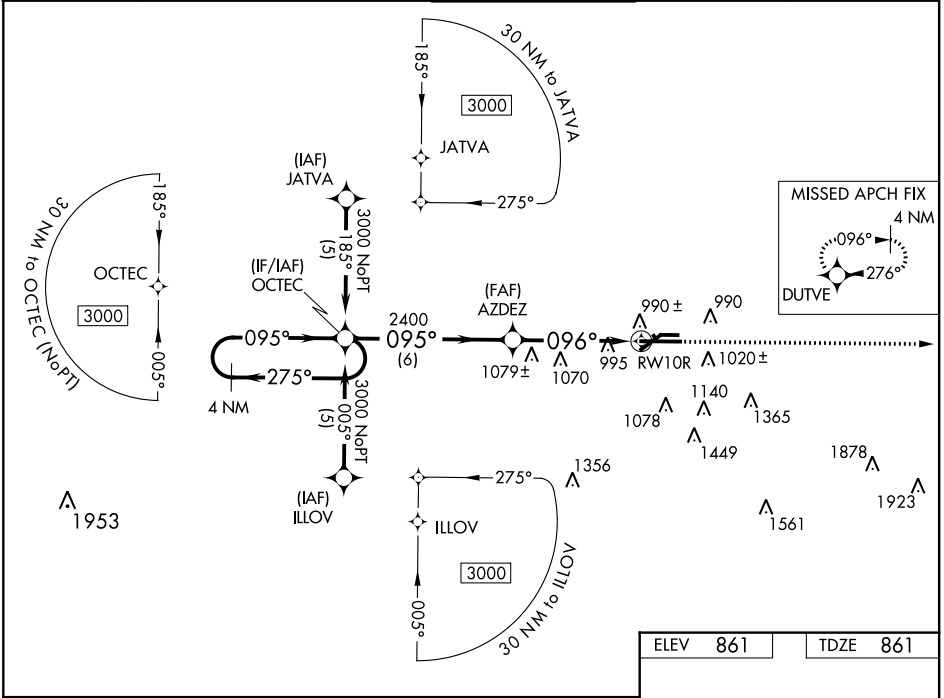 30 NM to JATVA
185°
3000
JATVA
275°
(IAF)
JATVA
3000 NoPT
185°
(5)
MISSED APCH FIX
4 NM
096°
276°
DUTVE
30 NM to OCTEC (NoPT)
185°
OCTEC
3000
005°
(IF/IAF)
OCTEC
095°
275°
4 NM
2400
095°
(6)
(FAF)
AZDEZ
096°
990 ±
990
1079 ±
1070
995
RW10R
1020 ±
3000 NoPT
005°
(5)
1078
1140
1365
1449
1878
1923
1561
1356
(IAF)
ILLOV
1953
275°
ILLOV
3000
005°
30 NM to ILLOV
ELEV 861
TDZE 861